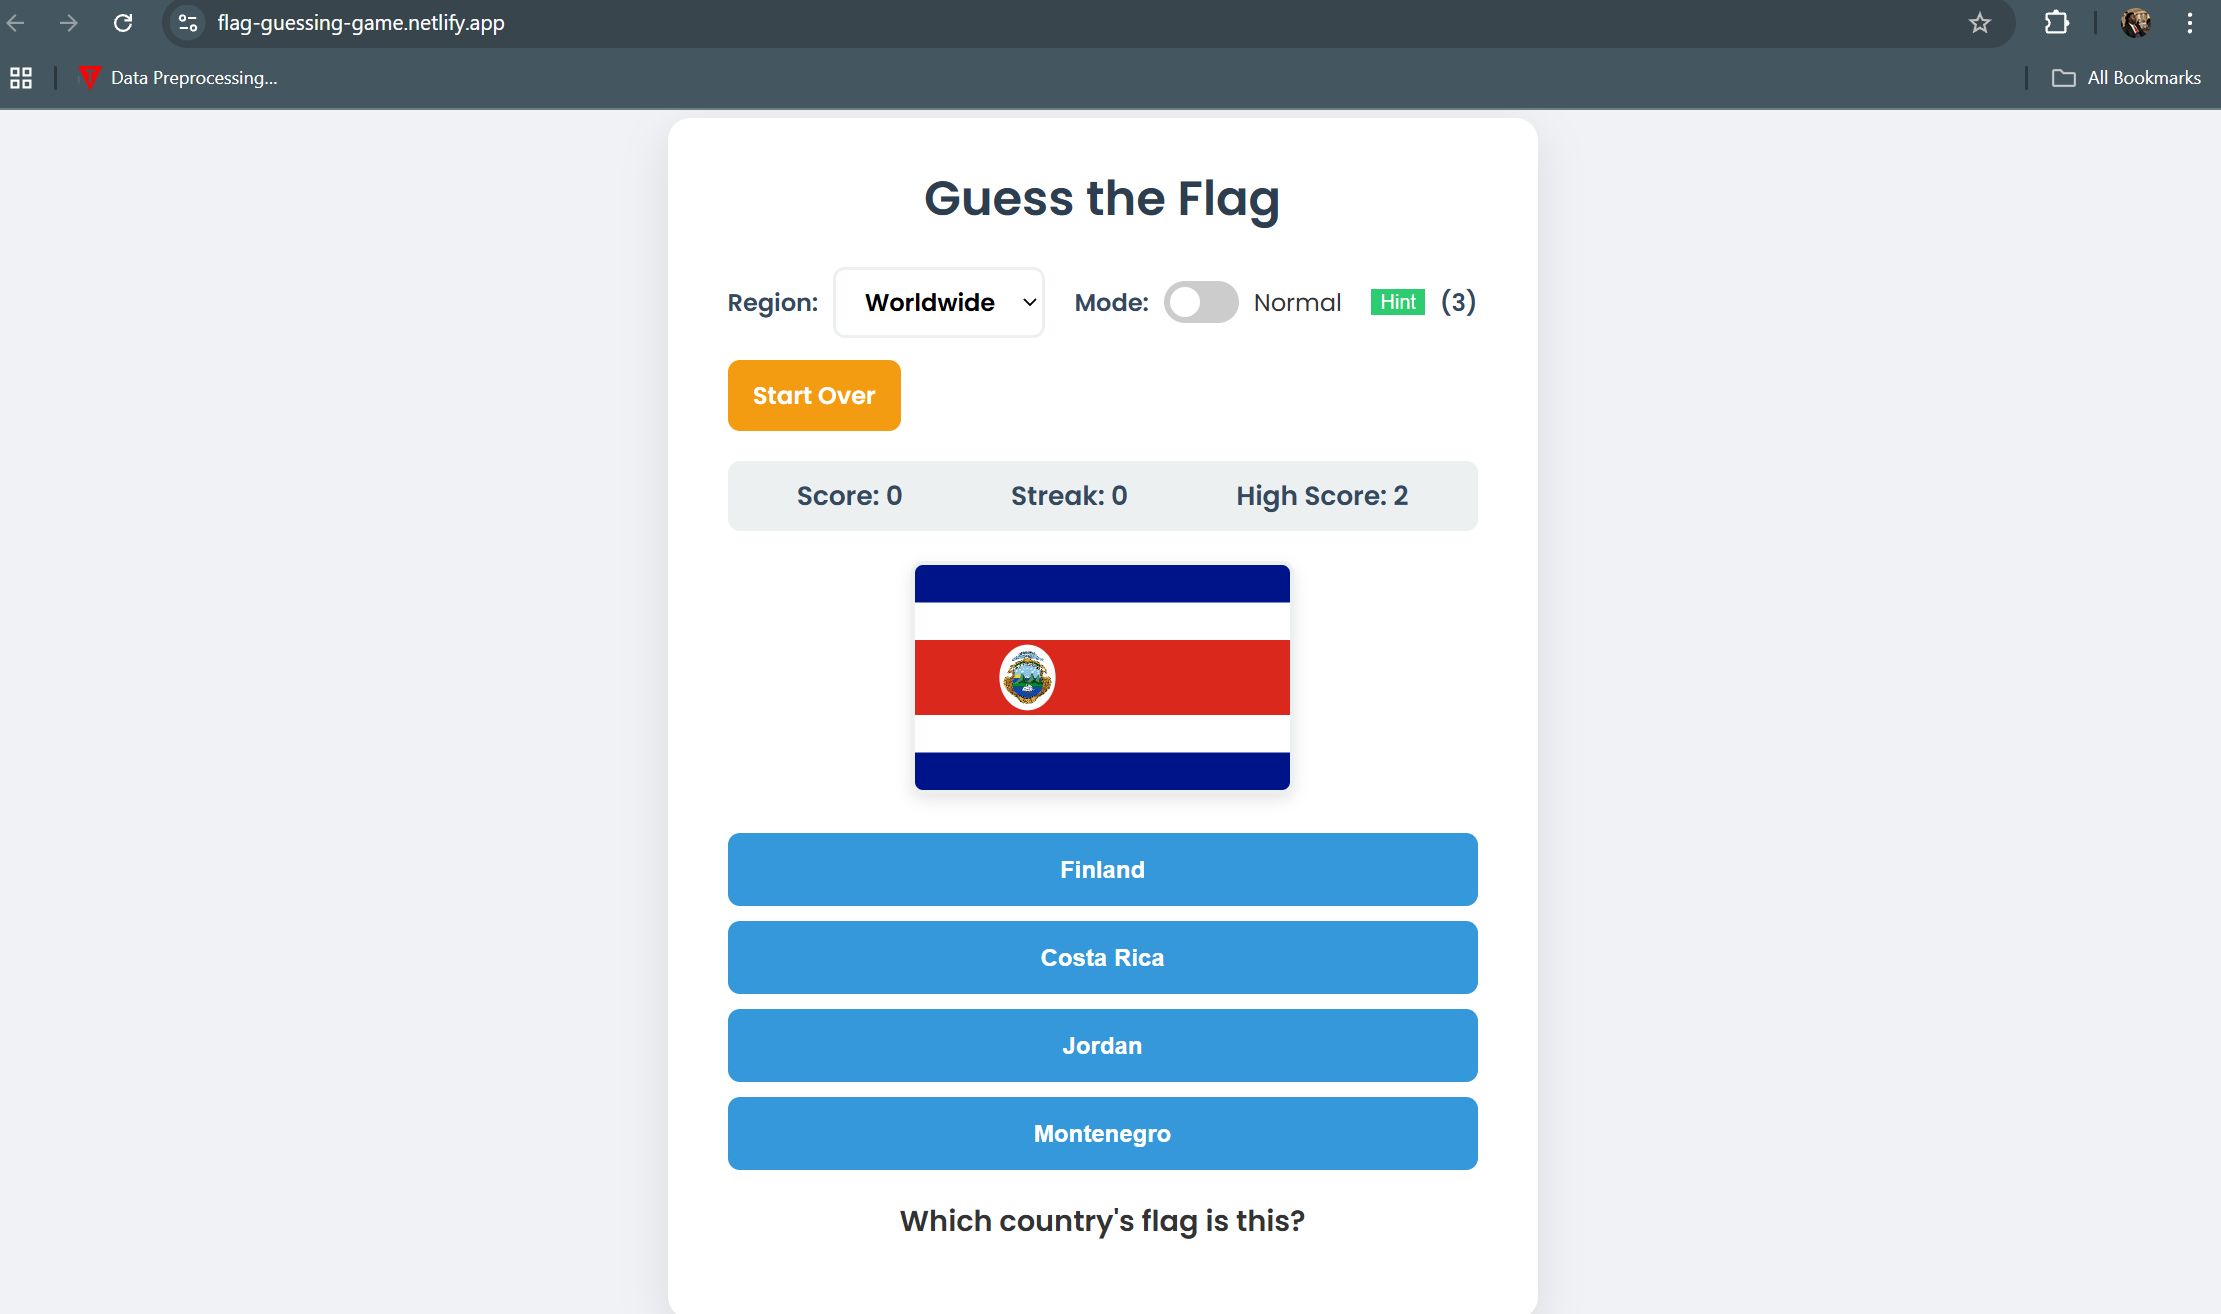 flag-guessing-game.netlify.app
Data Preprocessing...
All Bookmarks
Guess the Flag
Region: Worldwide Mode: Normal Hint (3)
Start Over
Score: 0 Streak: 0 High Score: 2
Finland
Costa Rica
Jordan
Montenegro
Which country's flag is this?